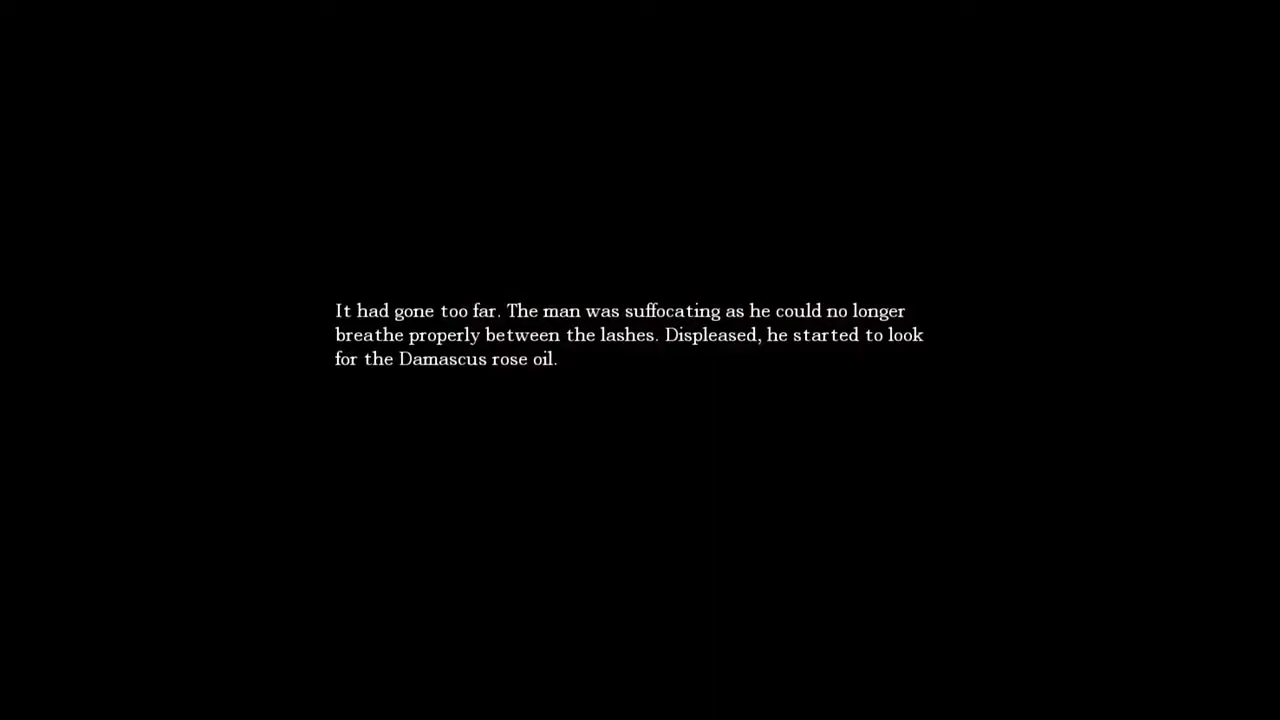 It had gone too far. The man was suffocating as he could no longer
breathe properly between the lashes. Displeased, he started to look
for the Damascus rose oil.